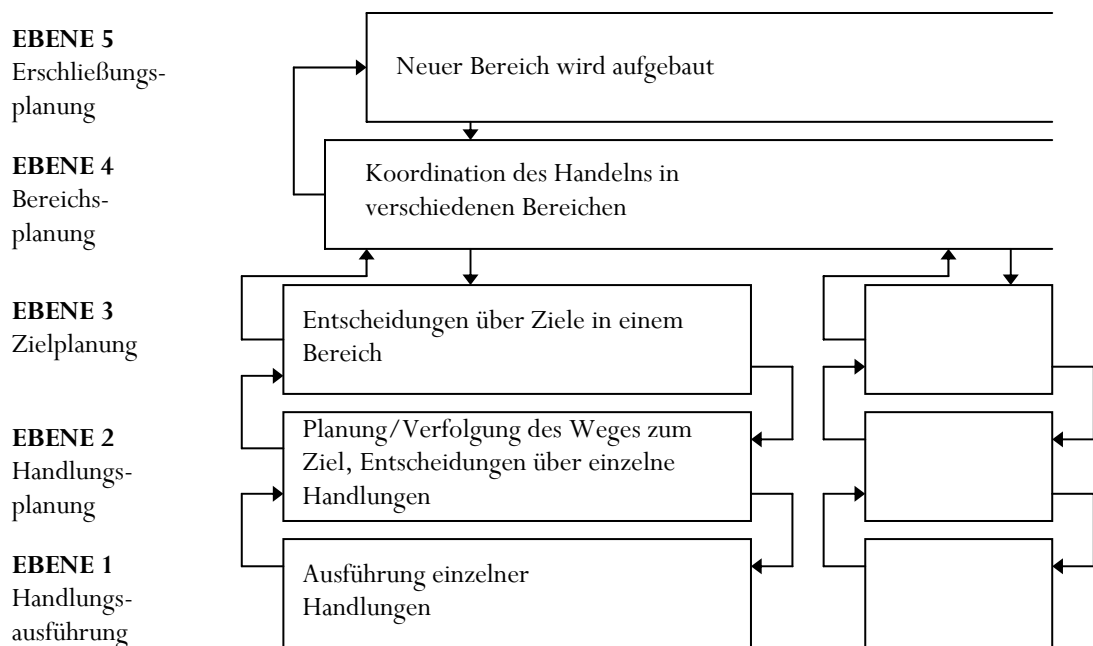 EBENE 5
Erschließungs-
planung
Neuer Bereich wird aufgebaut
EBENE 4
Bereichs-
planung
Koordination des Handelns in
verschiedenen Bereichen
EBENE 3
Zielplanung
Entscheidungen über Ziele in einem
Bereich
EBENE 2
Handlungs-
planung
Planung/Verfolgung des Weges zum
Ziel, Entscheidungen über einzelne
Handlungen
EBENE 1
Handlungs-
ausführung
Ausführung einzelner
Handlungen